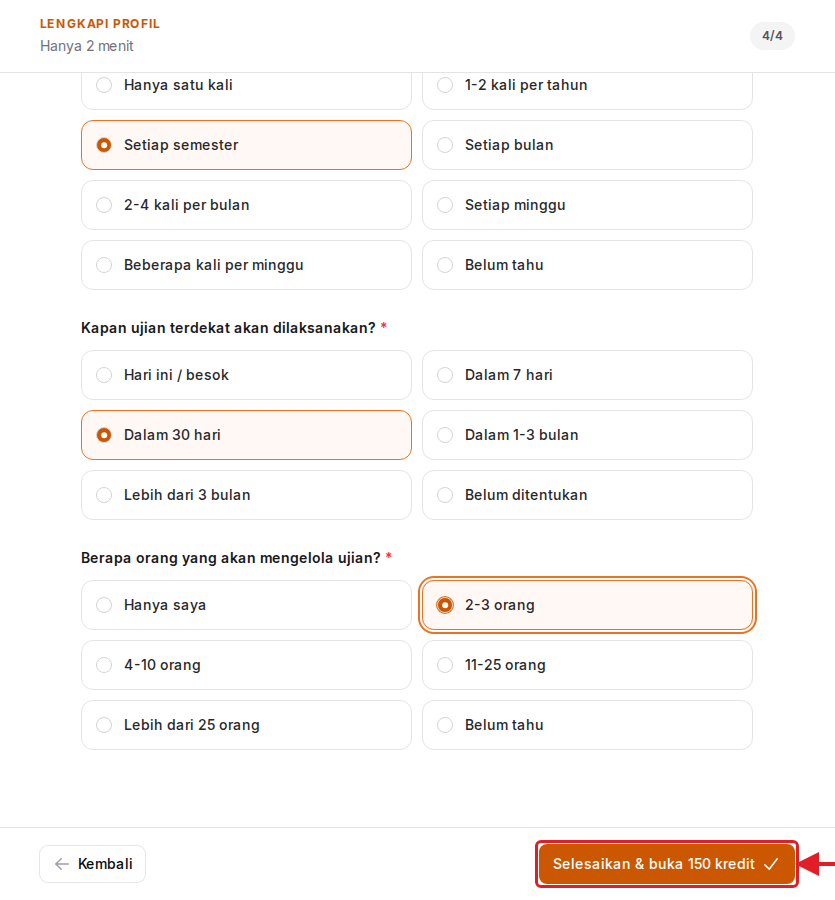 LENGKAPI PROFIL
Hanya 2 menit
4/4
Hanya satu kali
1-2 kali per tahun
Setiap semester
Setiap bulan
2-4 kali per bulan
Setiap minggu
Beberapa kali per minggu
Belum tahu
Kapan ujian terdekat akan dilaksanakan? *
Hari ini / besok
Dalam 7 hari
Dalam 30 hari
Dalam 1-3 bulan
Lebih dari 3 bulan
Belum ditentukan
Berapa orang yang akan mengelola ujian? *
Hanya saya
2-3 orang
4-10 orang
11-25 orang
Lebih dari 25 orang
Belum tahu
Kembali
Selesaikan & buka 150 kredit